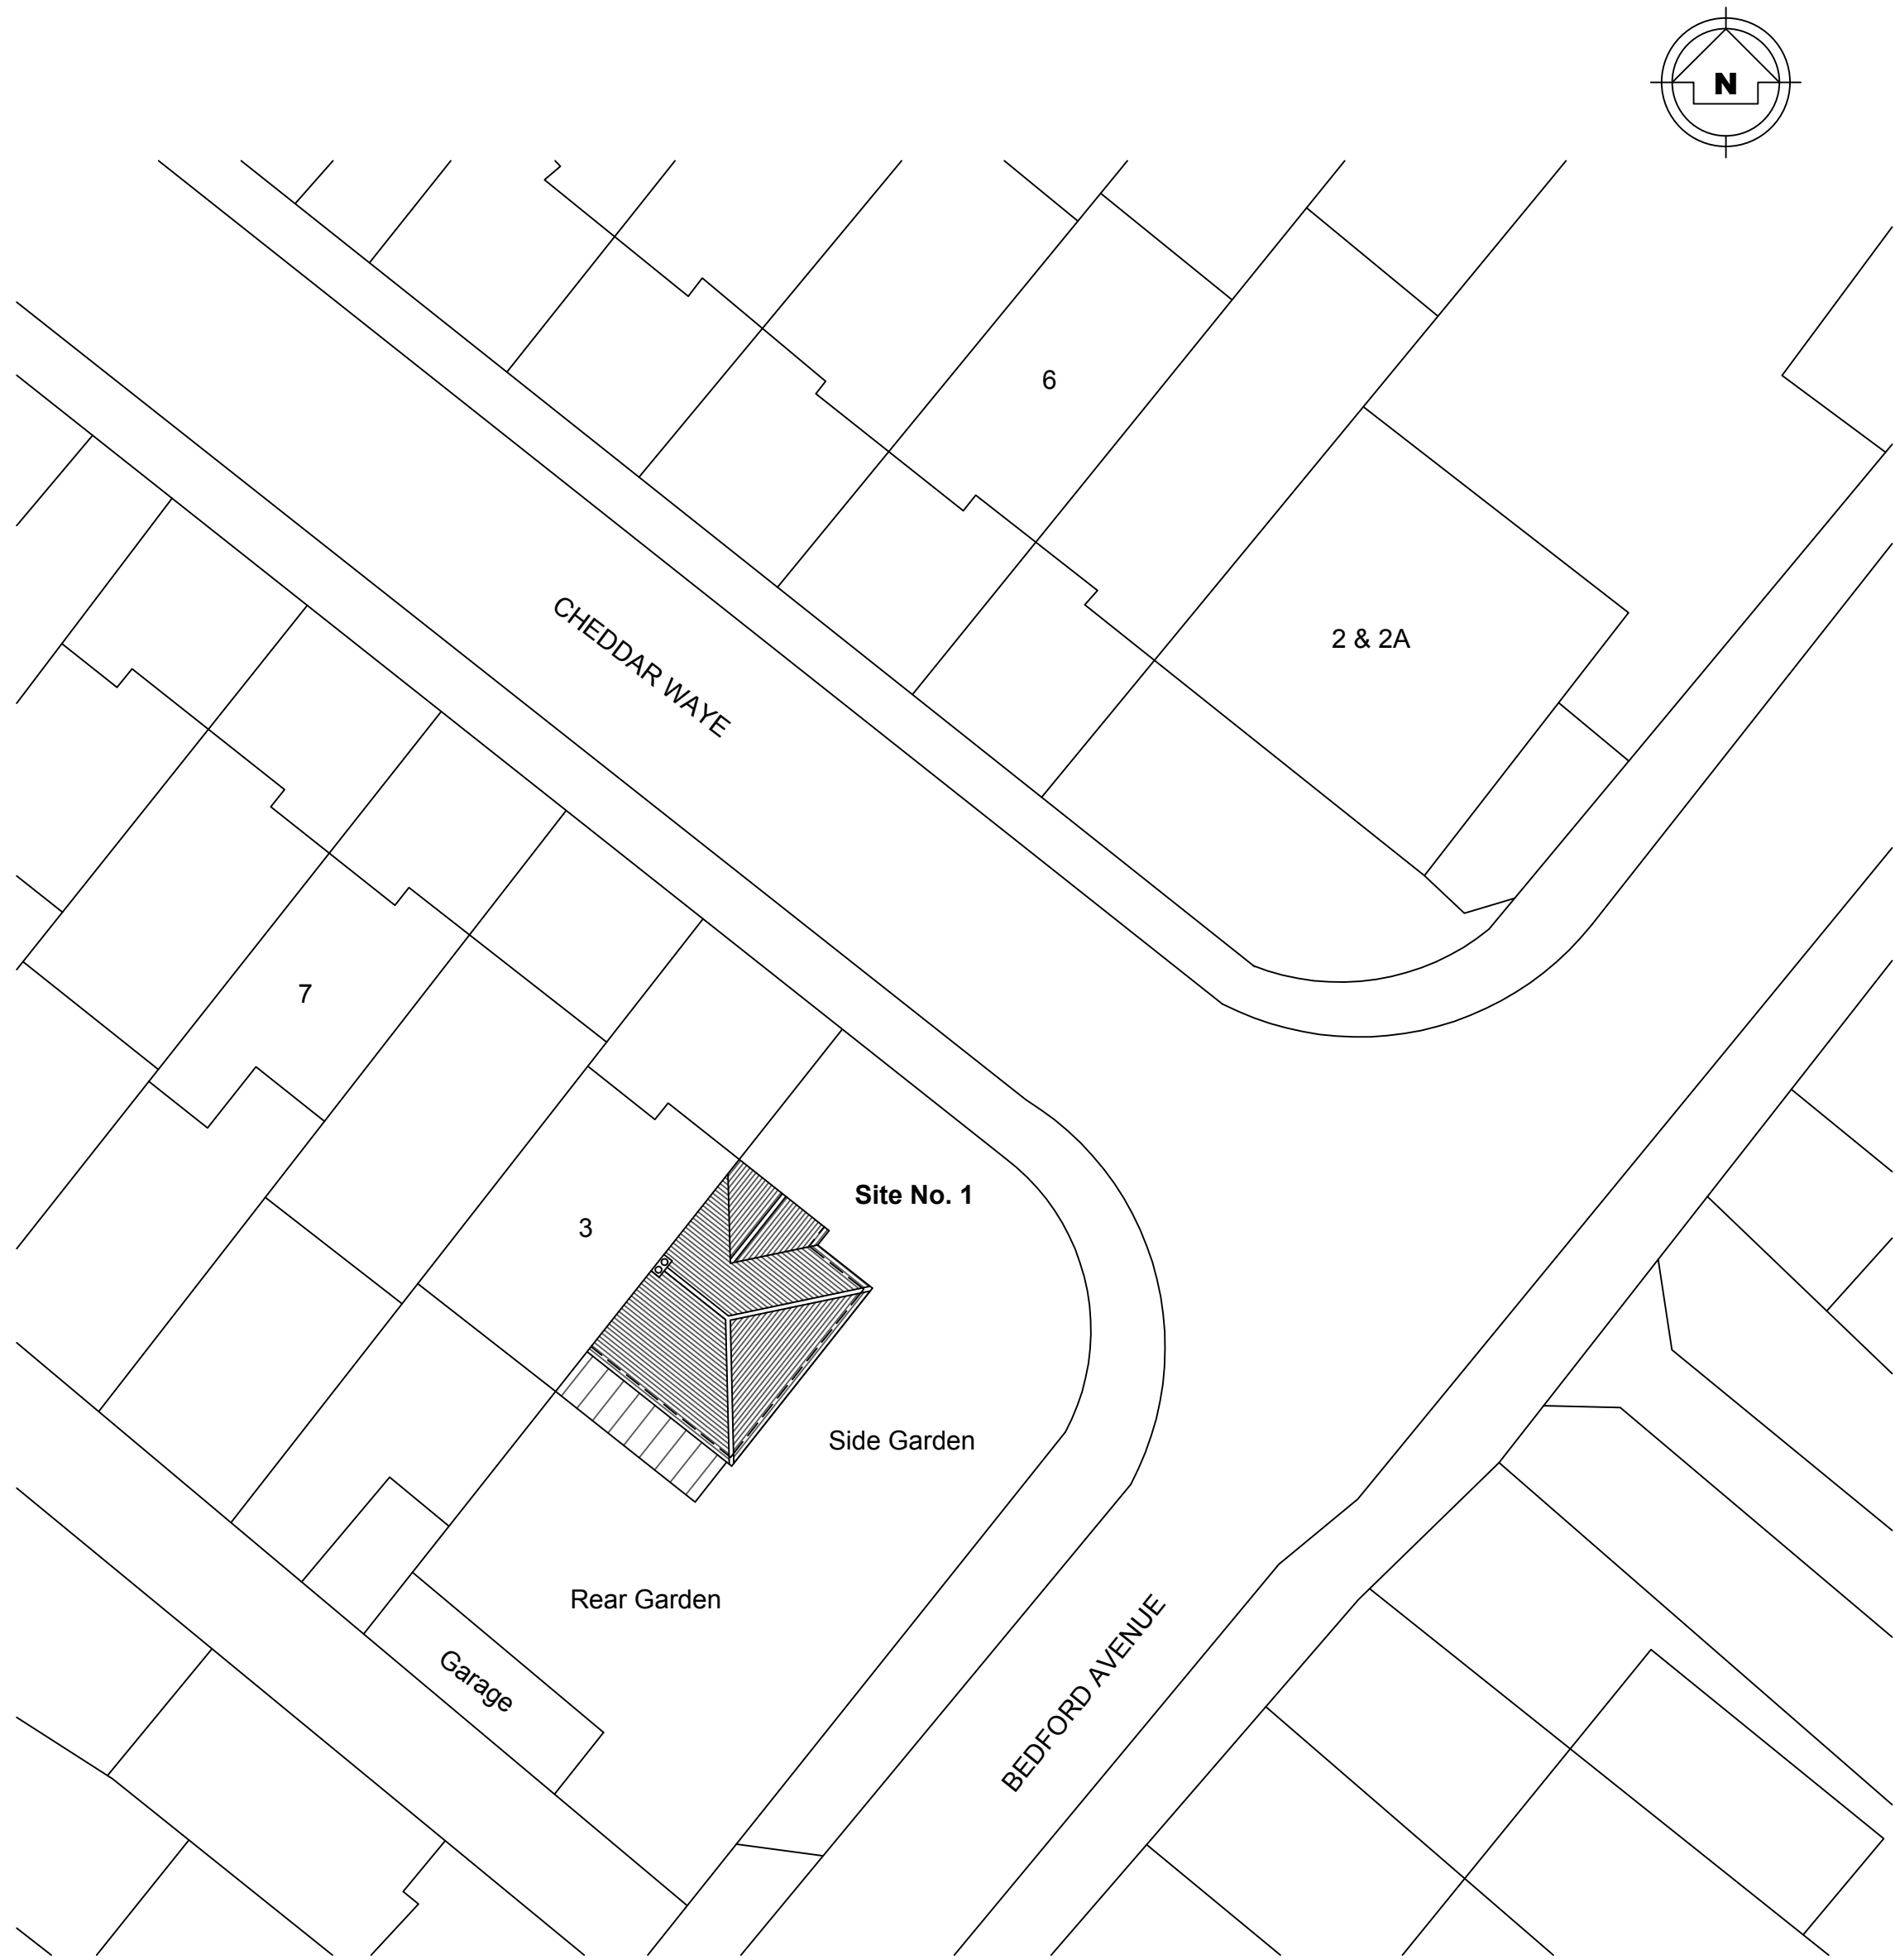 N
6
2 & 2A
CHEDDAR WAYE
7
Site No. 1
3
Side Garden
Rear Garden
Garage
BEDFORD AVENUE